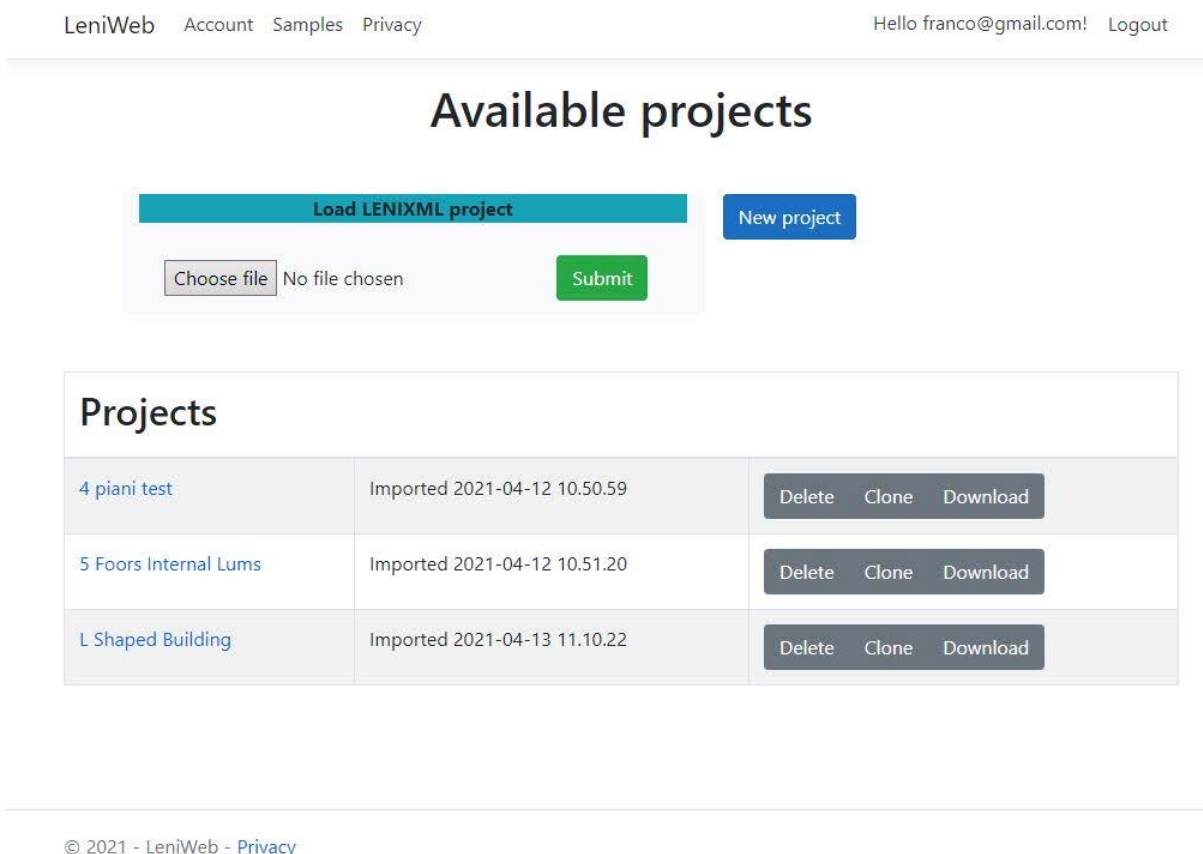 LeniWeb Account Samples Privacy Hello franco@gmail.com! Logout
Available projects
Load LENIXML project
New project
Choose file No file chosen Submit
Projects
4 piani test Imported 2021-04-12 10.50.59 Delete Clone Download
5 Foors Internal Lums Imported 2021-04-12 10.51.20 Delete Clone Download
L Shaped Building Imported 2021-04-13 11.10.22 Delete Clone Download
© 2021 - LeniWeb - Privacy